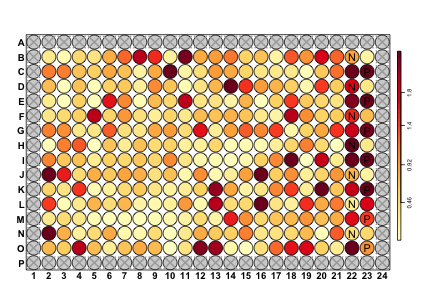 A
B N
C P
D N
E P
F N
G P
H N
I P
J N
K P
L N
M P
N N
O P
P
1 2 3 4 5 6 7 8 9 10 11 12 13 14 15 16 17 18 19 20 21 22 23 24
1.8
1.4
0.92
0.46